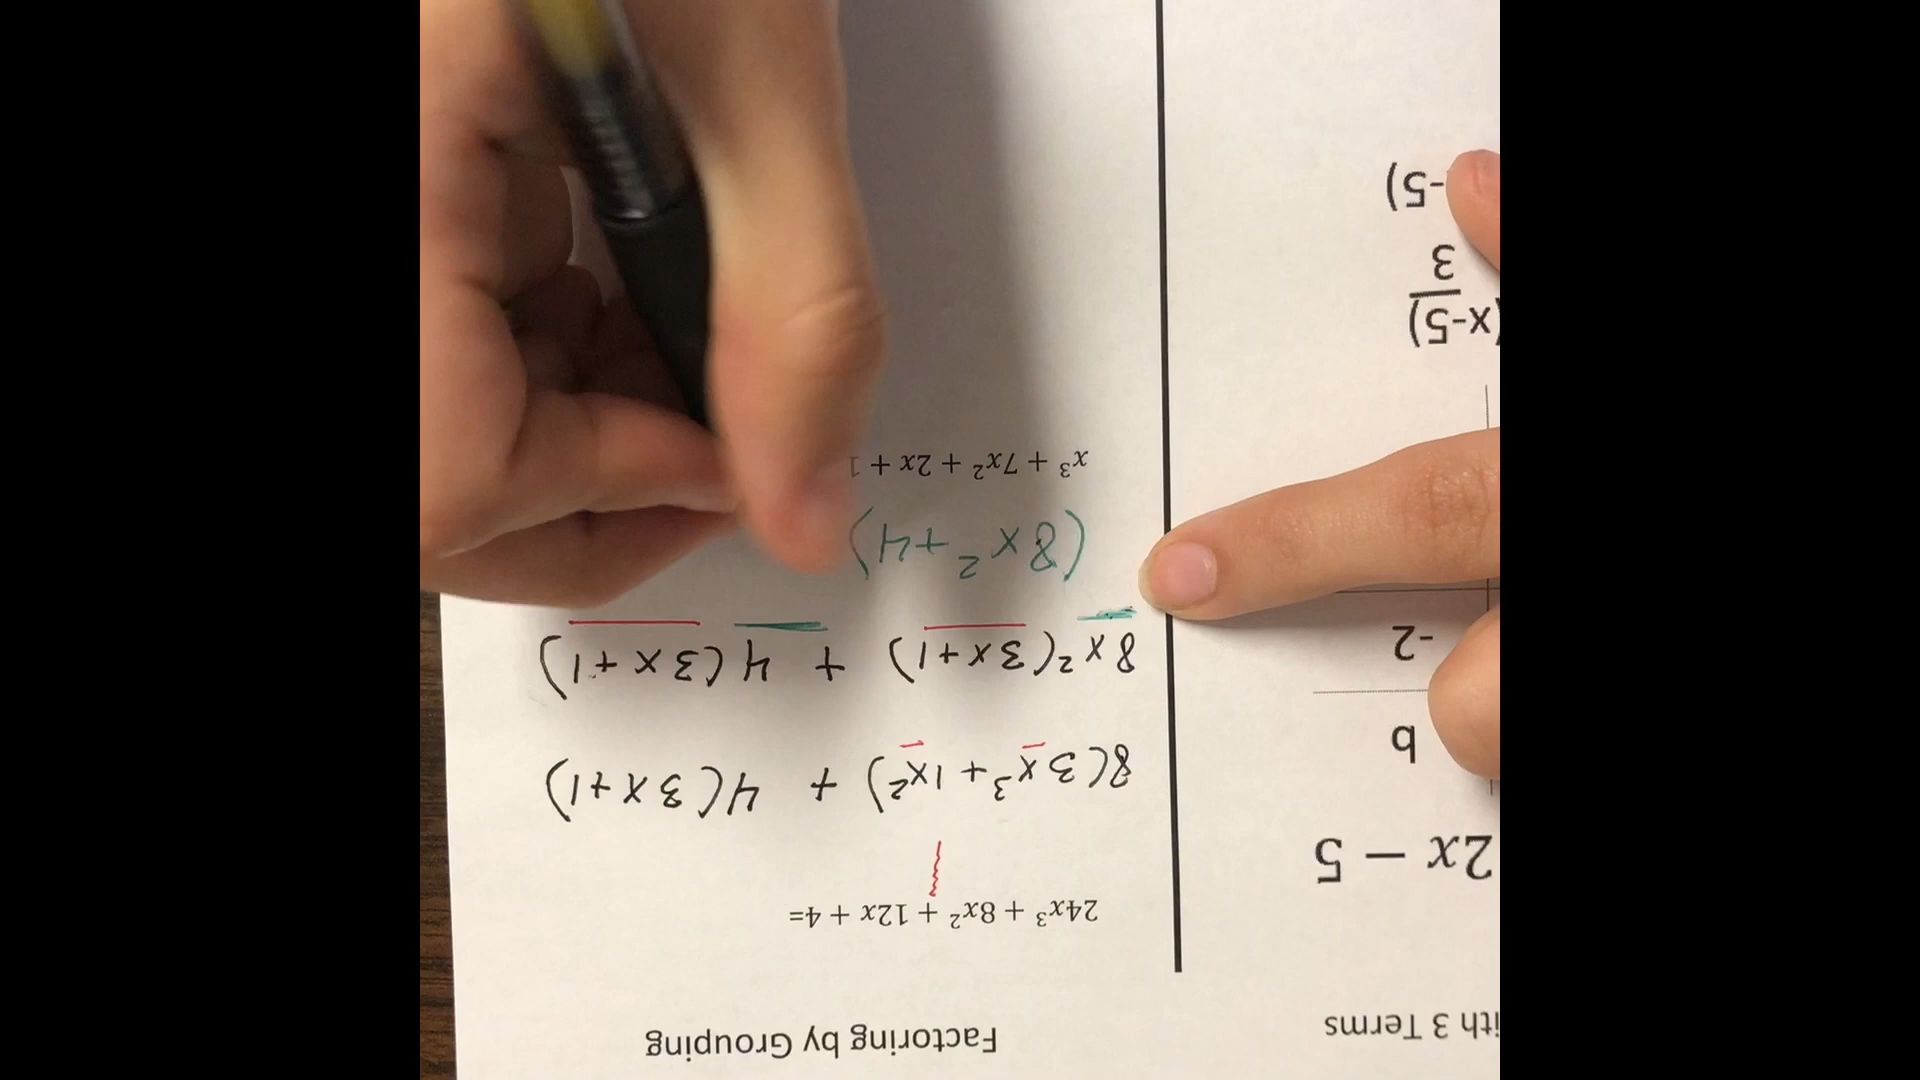 Factoring by Grouping
24x³ + 8x² + 12x + 4=
8(3x³ + 1x²) + 4(3x+1)
8x²(3x+1) + 4(3x+1)
(8x² +4)
x³ + 7x² + 2x + 1
ith 3 Terms
2x − 5
b
-2
(x-5)
3
-5)